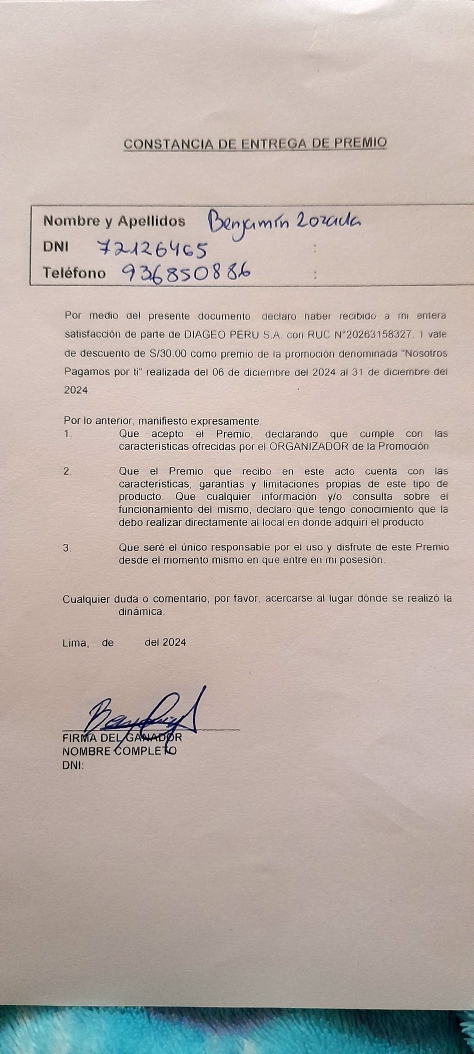 CONSTANCIA DE ENTREGA DE PREMIO
Nombre y Apellidos Benjamín Lozada
DNI 72126465 :
Teléfono 936850886 :
Por medio del presente documento, declaro haber recibido a mi entera
satisfacción de parte de DIAGEO PERU S.A. con RUC N°20263158327, 1 vale
de descuento de S/30.00 como premio de la promoción denominada "Nosotros
Pagamos por ti" realizada del 06 de diciembre del 2024 al 31 de diciembre del
2024
Por lo anterior, manifiesto expresamente:
1. Que acepto el Premio, declarando que cumple con las
características ofrecidas por el ORGANIZADOR de la Promoción
2. Que el Premio que recibo en este acto cuenta con las
características, garantías y limitaciones propias de este tipo de
producto. Que cualquier información y/o consulta sobre el
funcionamiento del mismo, declaro que tengo conocimiento que la
debo realizar directamente al local en donde adquirí el producto
3. Que seré el único responsable por el uso y disfrute de este Premio
desde el momento mismo en que entre en mi posesión.
Cualquier duda o comentario, por favor, acercarse al lugar dónde se realizó la
dinámica.
Lima, de del 2024
FIRMA DEL GANADOR
NOMBRE COMPLETO
DNI: